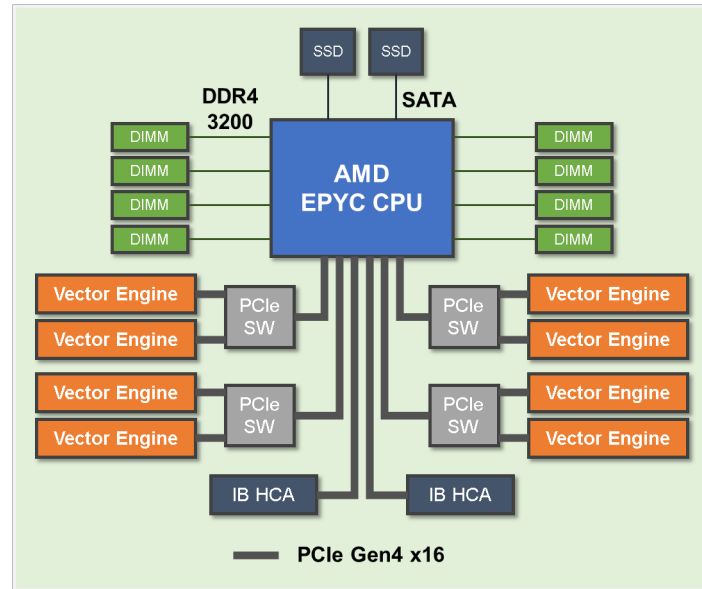 SSD
SSD
DDR4
3200
SATA
DIMM
DIMM
DIMM
DIMM
AMD
EPYC CPU
DIMM
DIMM
DIMM
DIMM
Vector Engine
Vector Engine
PCIe
SW
PCIe
SW
Vector Engine
Vector Engine
Vector Engine
Vector Engine
PCIe
SW
PCIe
SW
Vector Engine
Vector Engine
IB HCA
IB HCA
PCIe Gen4 x16